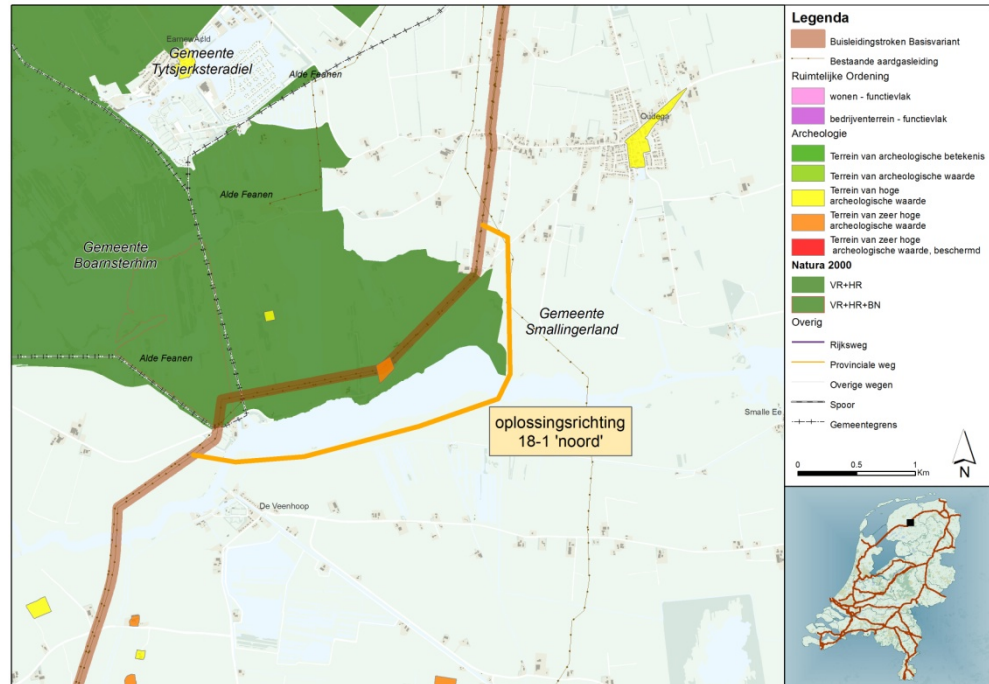 Earnewâld
Gemeente
Tytsjerksteradiel
Alde Feanen
Oudega
Alde Feanen
Gemeente
Boarnsterhim
Gemeente
Smallingerland
Alde Feanen
oplossingsrichting
18-1 'noord'
Smalle Ee
De Veenhoop
Legenda
Buisleidingstroken Basisvariant
Bestaande aardgasleiding
Ruimtelijke Ordening
wonen - functievlak
bedrijventerrein - functievlak
Archeologie
Terrein van archeologische betekenis
Terrein van archeologische waarde
Terrein van hoge
archeologische waarde
Terrein van zeer hoge
archeologische waarde
Terrein van zeer hoge
archeologische waarde, beschermd
Natura 2000
VR+HR
VR+HR+BN
Overig
Rijksweg
Provinciale weg
Overige wegen
Spoor
Gemeentegrens
0 0.5 1
Km
N